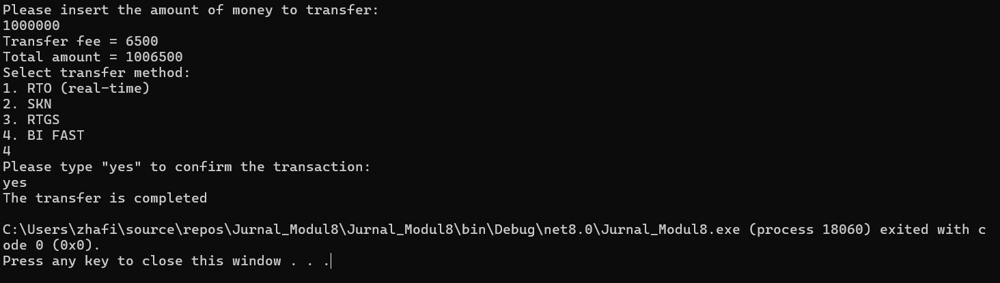 Please insert the amount of money to transfer:
1000000
Transfer fee = 6500
Total amount = 1006500
Select transfer method:
1. RTO (real-time)
2. SKN
3. RTGS
4. BI FAST
4
Please type "yes" to confirm the transaction:
yes
The transfer is completed

C:\Users\zhafi\source\repos\Jurnal_Modul8\Jurnal_Modul8\bin\Debug\net8.0\Jurnal_Modul8.exe (process 18060) exited with c
ode 0 (0x0).
Press any key to close this window . . .